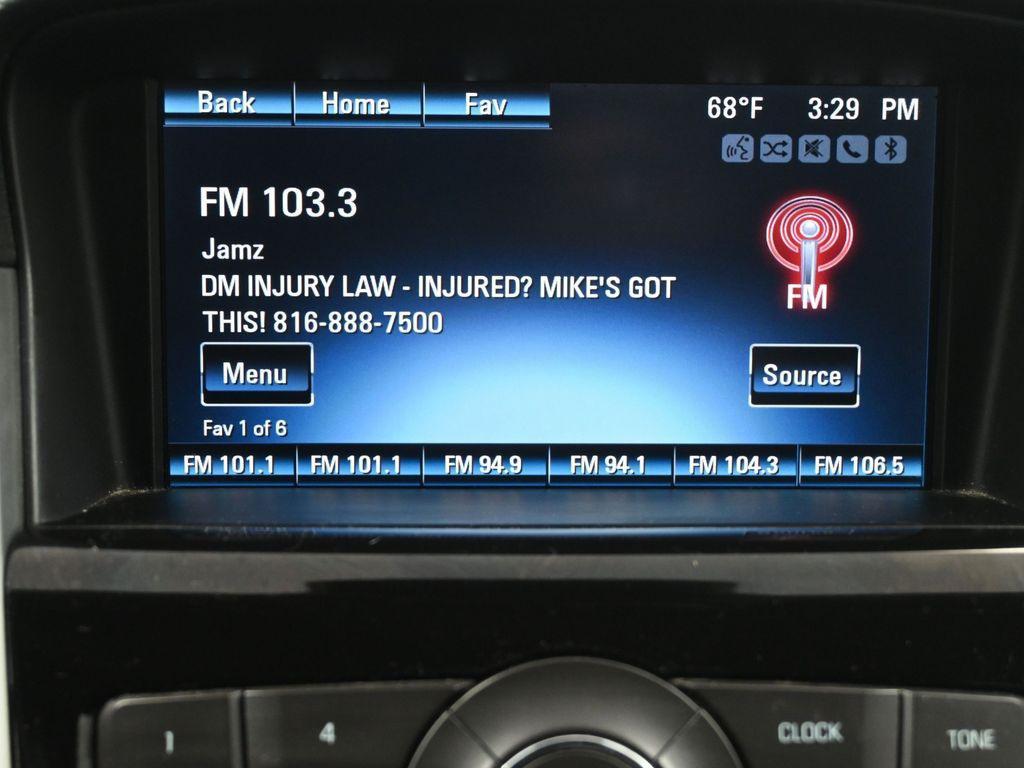 Back Home Fav 68°F 3:29 PM
FM 103.3
Jamz
DM INJURY LAW - INJURED? MIKE'S GOT
THIS! 816-888-7500
FM
Menu Source
Fav 1 of 6
FM 101.1 FM 101.1 FM 94.9 FM 94.1 FM 104.3 FM 106.5
1 4 CLOCK TONE